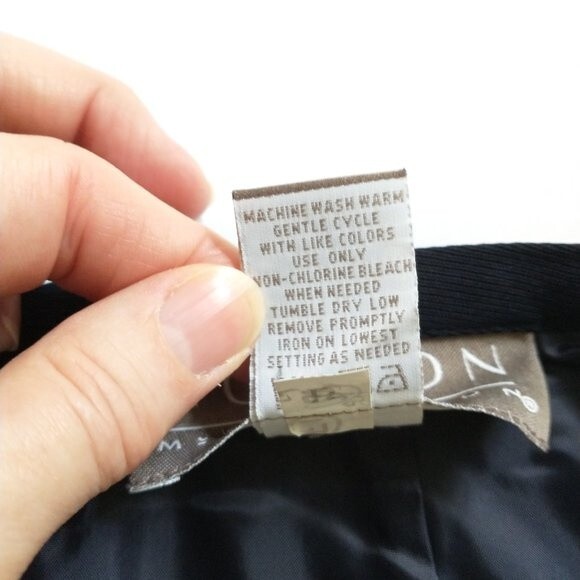 MACHINE WASH WARM
GENTLE CYCLE
WITH LIKE COLORS
USE ONLY
NON-CHLORINE BLEACH
WHEN NEEDED
TUMBLE DRY LOW
REMOVE PROMPTLY
IRON ON LOWEST
SETTING AS NEEDED
ON
M